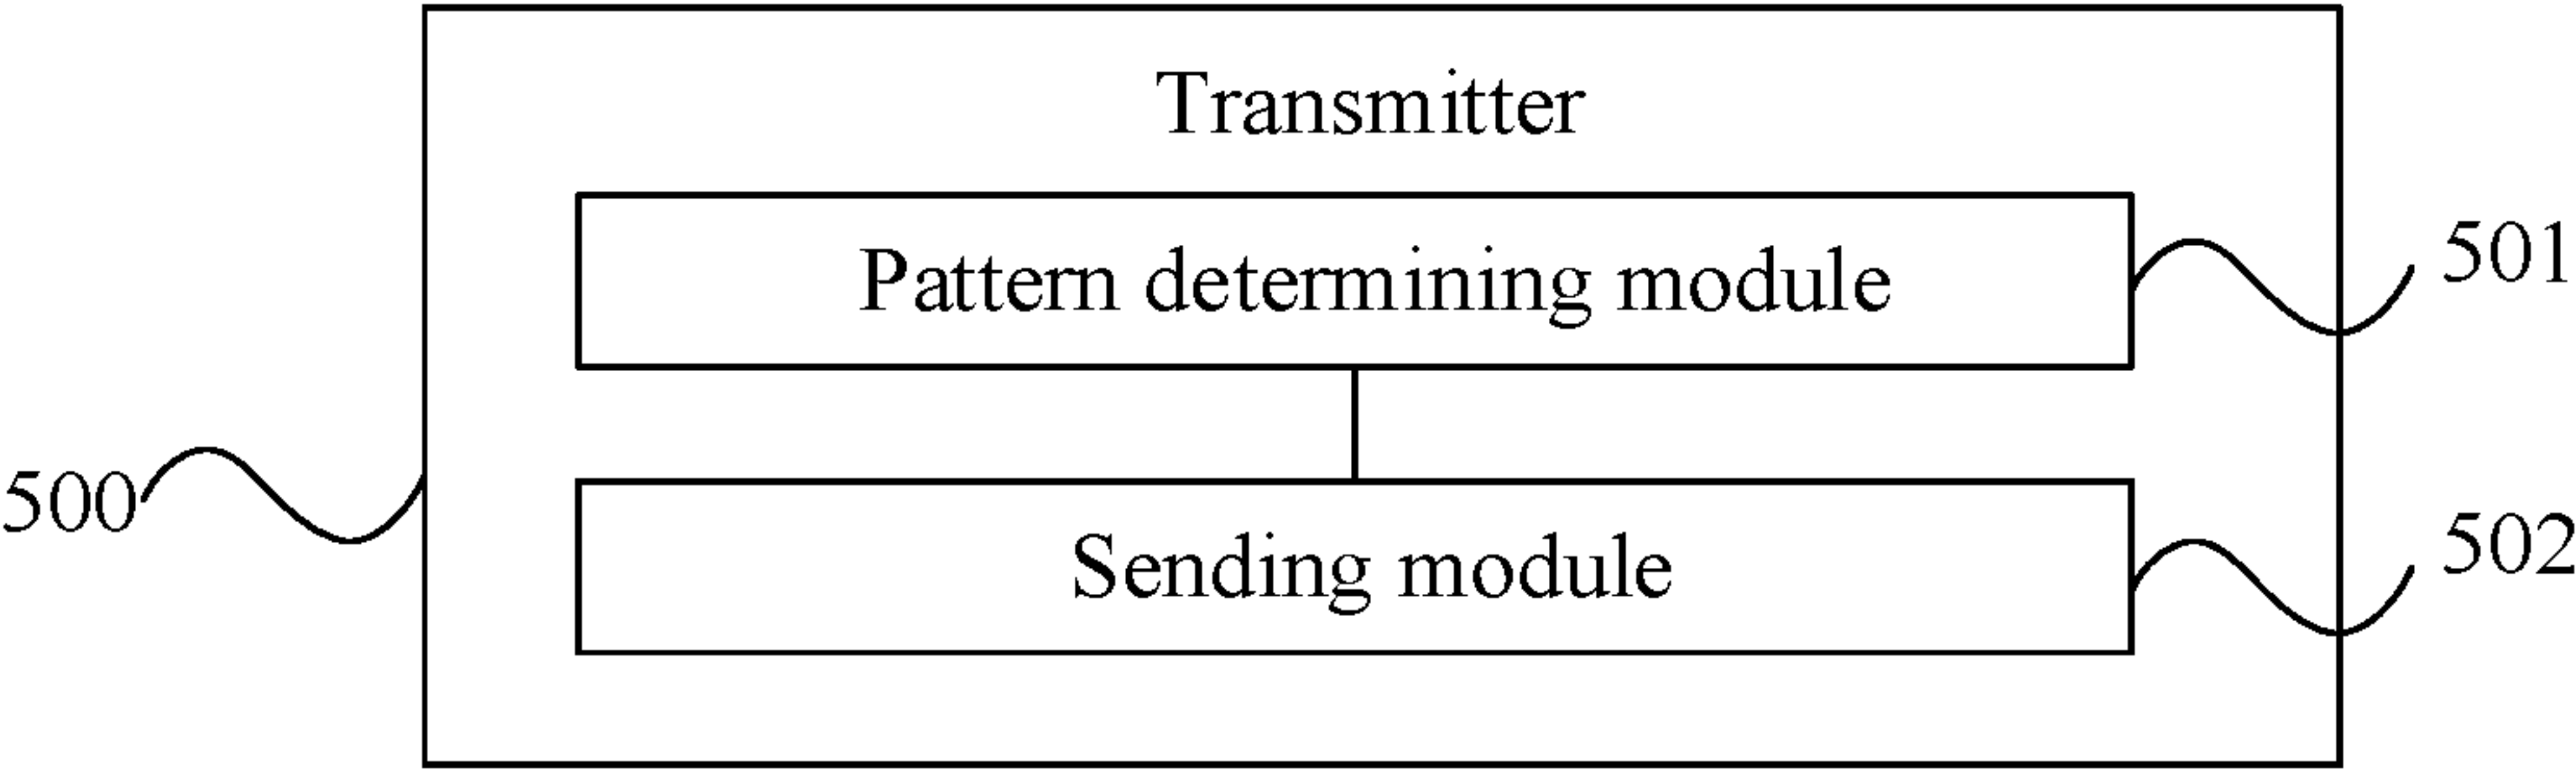 Transmitter
Pattern determining module
501
500
Sending module
502